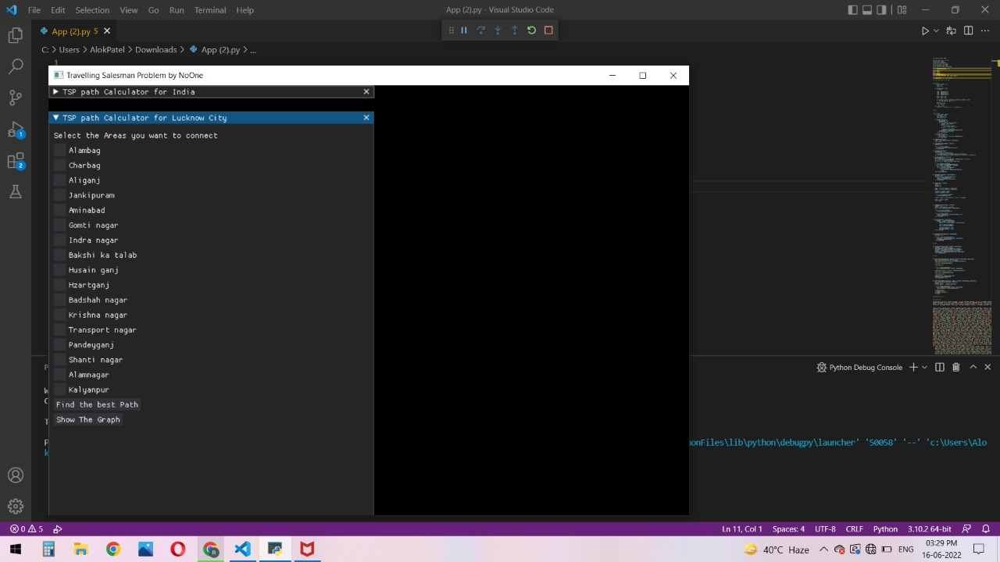 File Edit Selection View Go Run Terminal Help
App (2).py - Visual Studio Code
App (2).py 5
C: > Users > AlokPatel > Downloads > App (2).py > ...
1
Travelling Salesman Problem by NoOne
TSP path Calculator for India
TSP path Calculator for Lucknow City
Select the Areas you want to connect
Alambag
Charbag
Aliganj
Jankipuram
Aminabad
Gomti nagar
Indra nagar
Bakshi ka talab
Husain ganj
Hzartganj
Badshah nagar
Krishna nagar
Transport nagar
Pandeyganj
Shanti nagar
Alamnagar
Kalyanpur
Find the best Path
Show The Graph
1
2
Python Debug Console
onFiles\lib\python\debugpy\launcher' '50058' '--' 'c:\Users\Alo
k
0 5
Ln 11, Col 1 Spaces: 4 UTF-8 CRLF Python 3.10.2 64-bit
40°C Haze
ENG
03:29 PM
16-06-2022